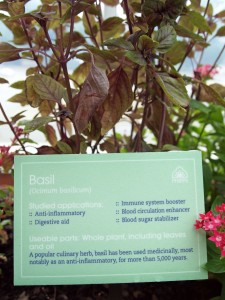 Basil
(Ocimum basilicum)
Studied applications:
:: Anti-inflammatory
:: Digestive aid
:: Immune system booster
:: Blood circulation enhancer
:: Blood sugar stabilizer
Useable parts: Whole plant, including leaves
and oil
A popular culinary herb, basil has been used medicinally, most
notably as an anti-inflammatory, for more than 3,000 years.